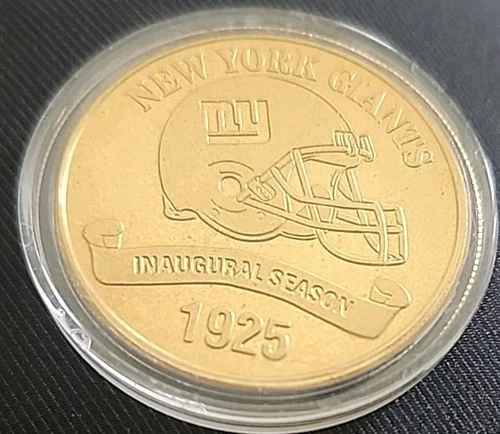 NEW YORK GIANTS
ny
INAUGURAL SEASON
1925